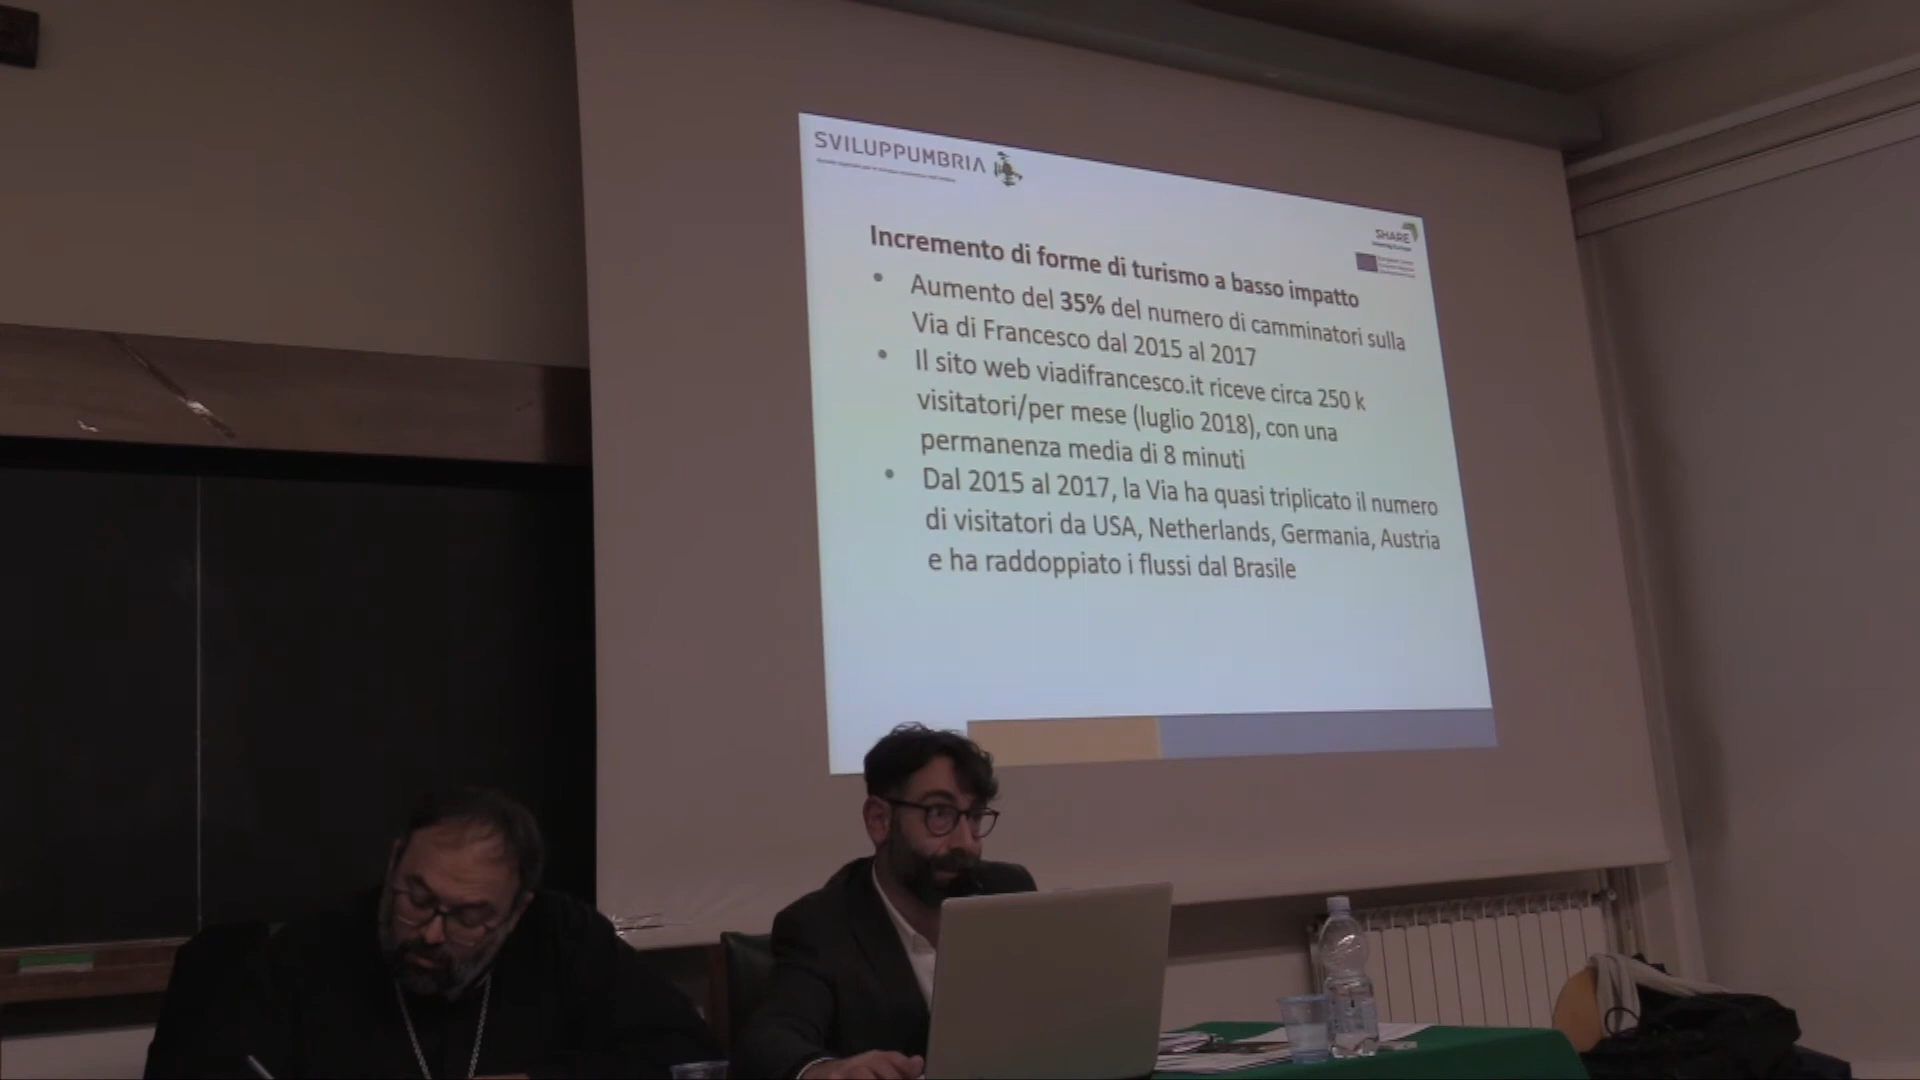 SVILUPPUMBRIA
SHARE
Incremento di forme di turismo a basso impatto
• Aumento del 35% del numero di camminatori sulla
Via di Francesco dal 2015 al 2017
• Il sito web viadifrancesco.it riceve circa 250 k
visitatori/per mese (luglio 2018), con una
permanenza media di 8 minuti
• Dal 2015 al 2017, la Via ha quasi triplicato il numero
di visitatori da USA, Netherlands, Germania, Austria
e ha raddoppiato i flussi dal Brasile